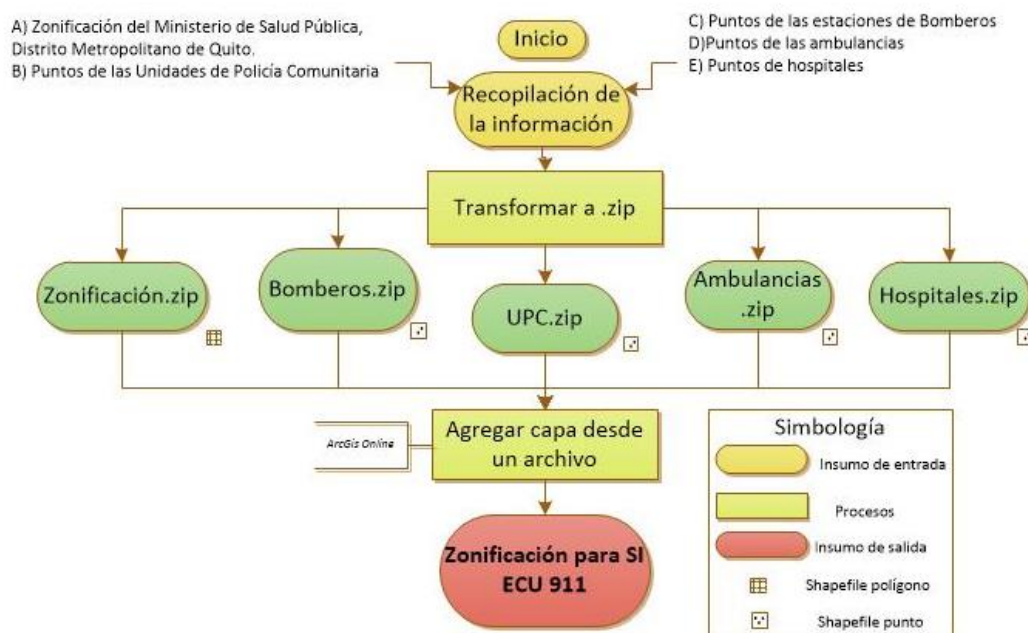 A) Zonificación del Ministerio de Salud Pública,
Distrito Metropolitano de Quito.
B) Puntos de las Unidades de Policía Comunitaria
Inicio
C) Puntos de las estaciones de Bomberos
D)Puntos de las ambulancias
E) Puntos de hospitales
Recopilación de
la información
Transformar a .zip
Zonificación.zip
Bomberos.zip
UPC.zip
Ambulancias
.zip
Hospitales.zip
ArcGis Online
Agregar capa desde
un archivo
Zonificación para SI
ECU 911
Simbología
Insumo de entrada
Procesos
Insumo de salida
Shapefile polígono
Shapefile punto